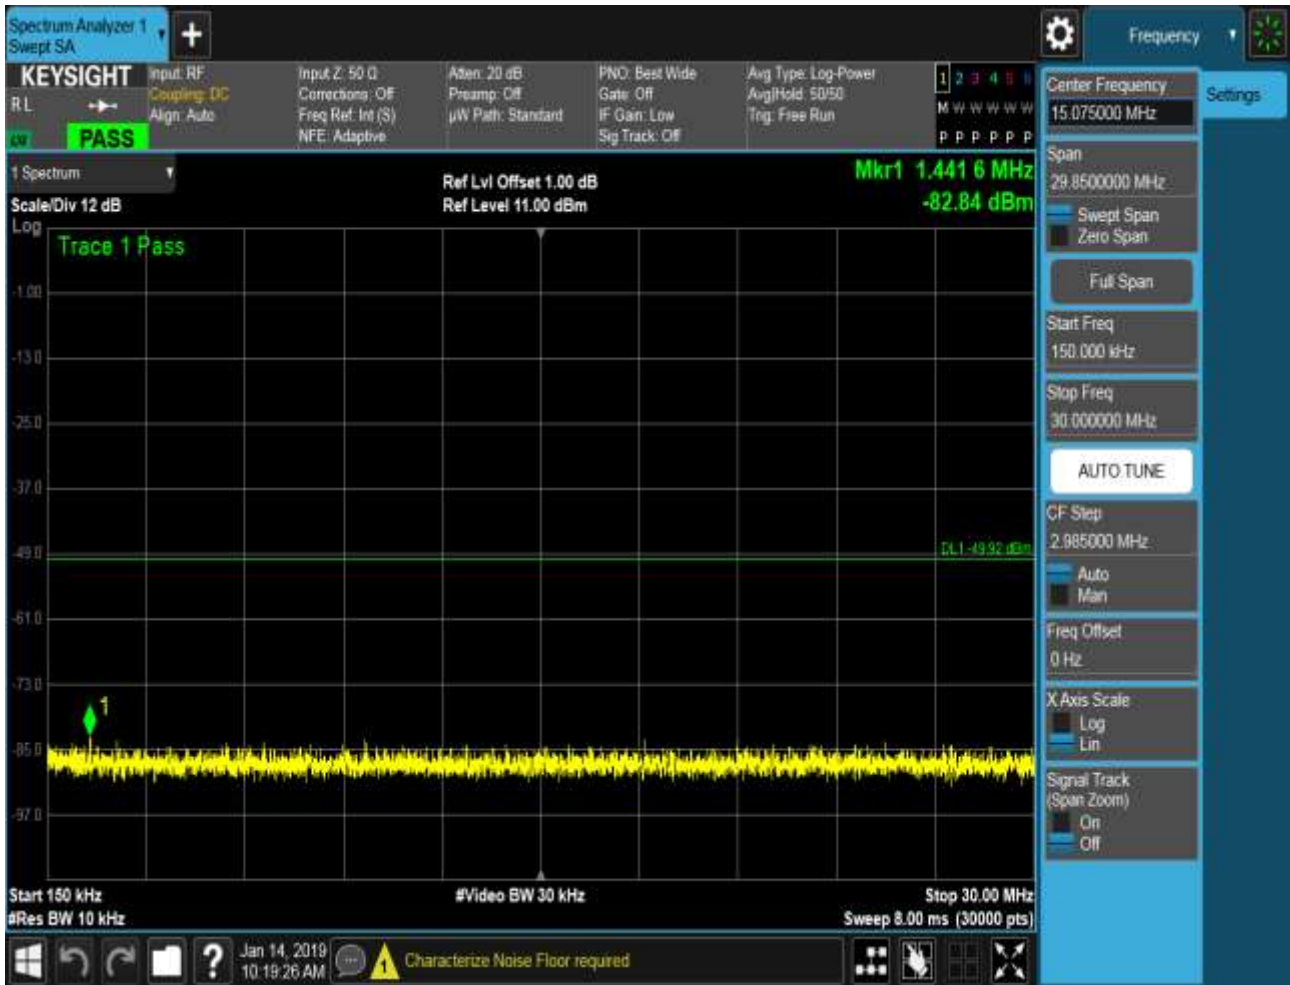 Spectrum Analyzer 1
Swept SA
Frequency
KEYSIGHT
R L
PASS
Input: RF
Coupling: DC
Align: Auto
Input Z: 50 Ω
Corrections: Off
Freq Ref: Int (S)
NFE: Adaptive
Atten: 20 dB
Preamp: Off
µW Path: Standard
PNO: Best Wide
Gate: Off
IF Gain: Low
Sig Track: Off
Avg Type: Log-Power
Avg|Hold: 50/50
Trig: Free Run
1 2 3 4 5 6
M W W W W W
P P P P P P
1 Spectrum
Scale/Div 12 dB
Log
Ref Lvl Offset 1.00 dB
Ref Level 11.00 dBm
Mkr1 1.441 6 MHz
-82.84 dBm
Trace 1 Pass
-1.00
-13.0
-25.0
-37.0
-49.0
DL1 -49.92 dBm
-61.0
-73.0
1
-85.0
-97.0
Start 150 kHz
#Video BW 30 kHz
Stop 30.00 MHz
#Res BW 10 kHz
Sweep 8.00 ms (30000 pts)
?
Jan 14, 2019
10:19:26 AM
1
Characterize Noise Floor required
Center Frequency
15.075000 MHz
Settings
Span
29.8500000 MHz
Swept Span
Zero Span
Full Span
Start Freq
150.000 kHz
Stop Freq
30.000000 MHz
AUTO TUNE
CF Step
2.985000 MHz
Auto
Man
Freq Offset
0 Hz
X Axis Scale
Log
Lin
Signal Track
(Span Zoom)
On
Off